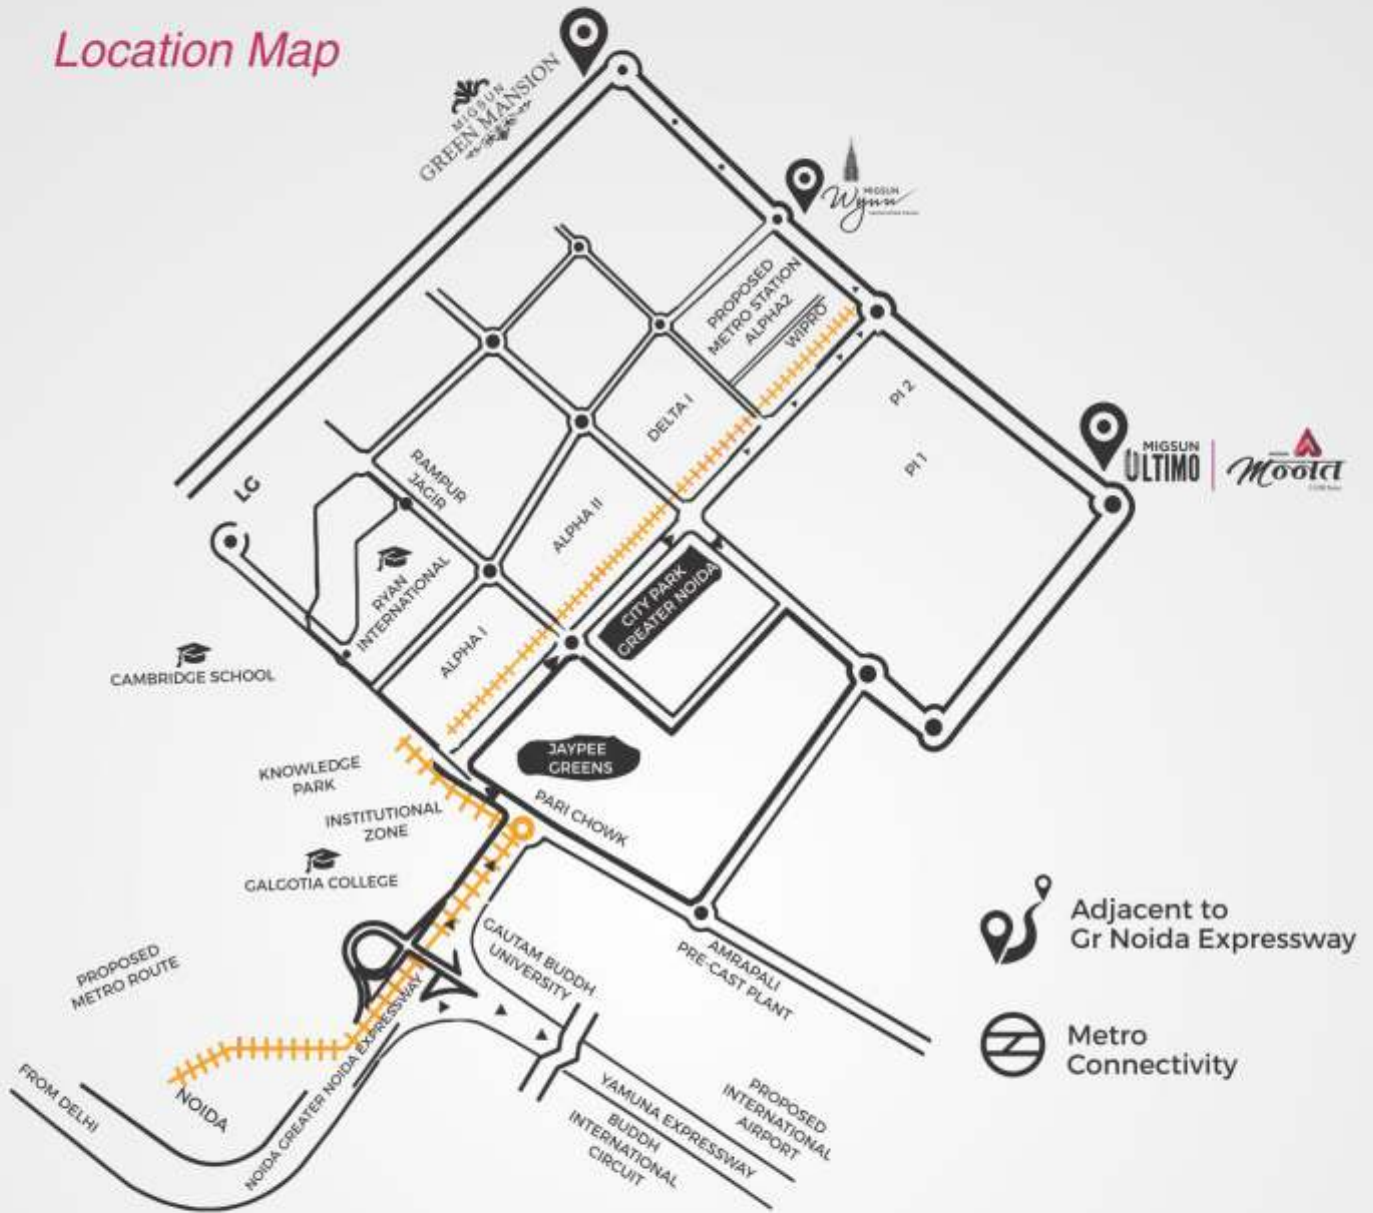 Location Map
MIGSUN
GREEN MANSION
MIGSUN
Wynn
PROPOSED
METRO STATION
ALPHA2
WIPRO
PI 2
PI 1
MIGSUN
ULTIMO
DELTA I
RAMPUR
JAGIR
LG
ALPHA II
RYAN
INTERNATIONAL
CITY PARK
GREATER NOIDA
ALPHA I
CAMBRIDGE SCHOOL
JAYPEE
GREENS
KNOWLEDGE
PARK
INSTITUTIONAL
ZONE
PARI CHOWK
GALGOTIA COLLEGE
Adjacent to
Gr Noida Expressway
GAUTAM BUDDH
UNIVERSITY
AMRAPALI
PRE-CAST PLANT
PROPOSED
METRO ROUTE
Metro
Connectivity
NOIDA
FROM DELHI
NOIDA GREATER NOIDA EXPRESSWAY
YAMUNA EXPRESSWAY
PROPOSED
INTERNATIONAL
AIRPORT
BUDDH
INTERNATIONAL
CIRCUIT